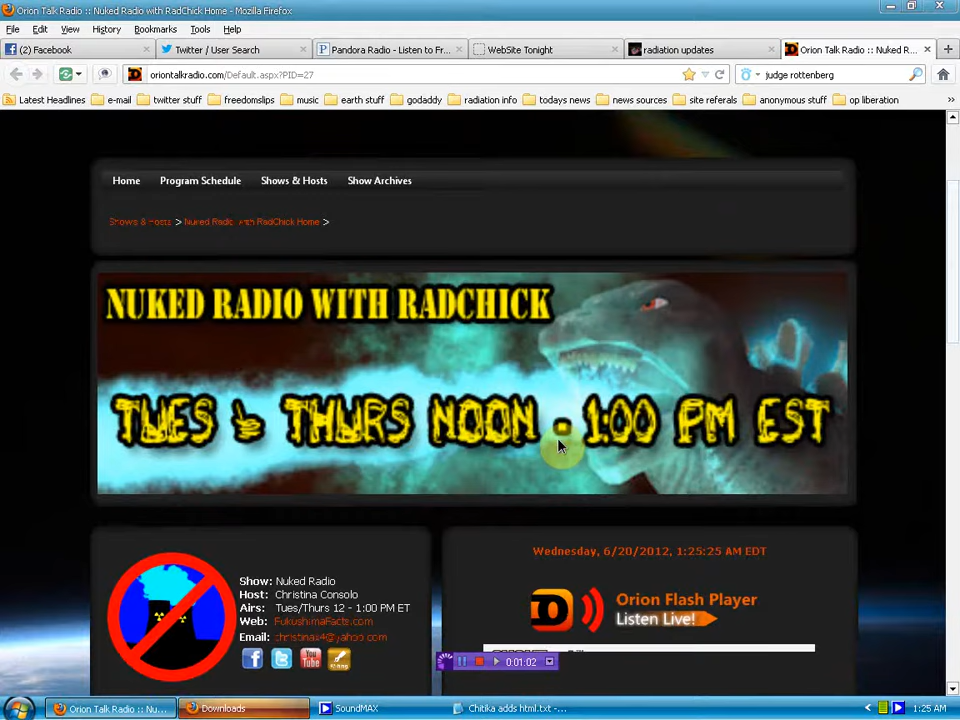 Orion Talk Radio :: Nuked Radio with RadChick Home - Mozilla Firefox
File Edit View History Bookmarks Tools Help
(2) Facebook × Twitter / User Search × Pandora Radio - Listen to Fr... × WebSite Tonight × radiation updates × Orion Talk Radio :: Nuked R... × +
oriontalkradio.com/Default.aspx?PID=27 judge rottenberg
Latest Headlines e-mail twitter stuff freedomslips music earth stuff godaddy radiation info todays news news sources site referals anonymous stuff op liberation »
Home Program Schedule Shows & Hosts Show Archives
Shows & Hosts > Nuked Radio with RadChick Home >
NUKED RADIO WITH RADCHICK
TUES & THURS NOON - 1:00 PM EST
Show: Nuked Radio
Host: Christina Consolo
Airs: Tues/Thurs 12 - 1:00 PM ET
Web: FukushimaFacts.com
Email: christinax4@yahoo.com
Wednesday, 6/20/2012, 1:25:25 AM EDT
Orion Flash Player
Listen Live!
0:01:02
Orion Talk Radio :: Nu... Downloads SoundMAX Chitika adds html.txt -... 1:25 AM